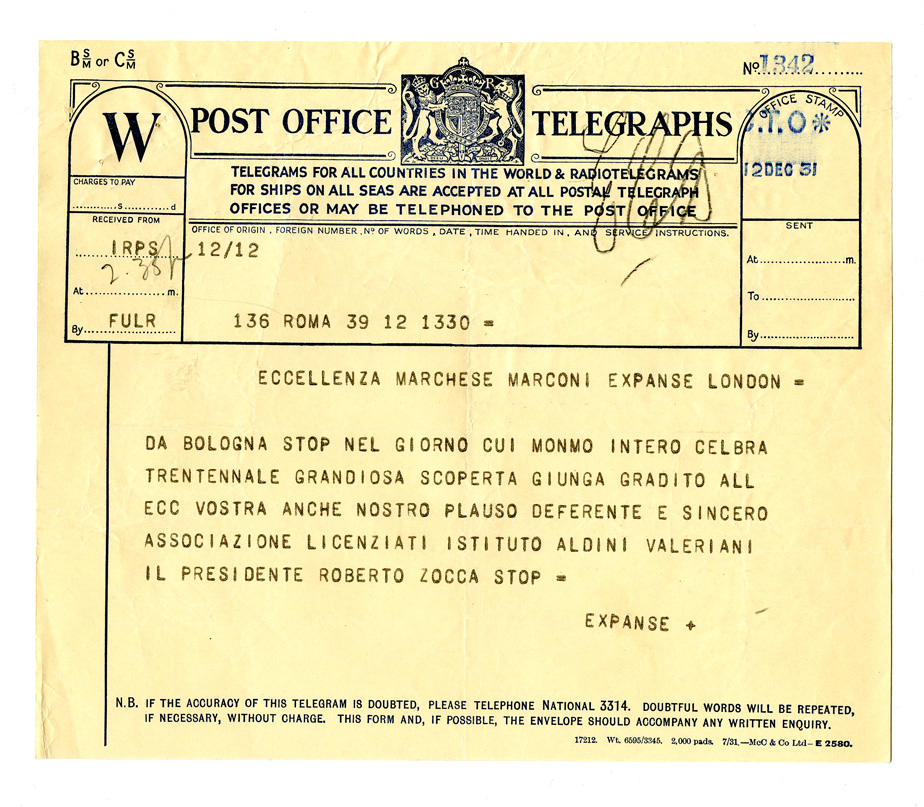 B S/M or C S/M
No. 1342
W
POST OFFICE TELEGRAPHS
OFFICE STAMP
C.T.O *
12 DEC 31
TELEGRAMS FOR ALL COUNTRIES IN THE WORLD & RADIOTELEGRAMS
FOR SHIPS ON ALL SEAS ARE ACCEPTED AT ALL POSTAL TELEGRAPH
OFFICES OR MAY BE TELEPHONED TO THE POST OFFICE
CHARGES TO PAY
s. d
RECEIVED FROM
IRPS
2.38
At m.
By FULR
OFFICE OF ORIGIN, FOREIGN NUMBER, No OF WORDS, DATE, TIME HANDED IN, AND SERVICE INSTRUCTIONS.
12/12
136 ROMA 39 12 1330 =
SENT
At m.
To
By
ECCELLENZA MARCHESE MARCONI EXPANSE LONDON =
DA BOLOGNA STOP NEL GIORNO CUI MONMO INTERO CELBRA
TRENTENNALE GRANDIOSA SCOPERTA GIUNGA GRADITO ALL
ECC VOSTRA ANCHE NOSTRO PLAUSO DEFERENTE E SINCERO
ASSOCIAZIONE LICENZIATI ISTITUTO ALDINI VALERIANI
IL PRESIDENTE ROBERTO ZOCCA STOP =
EXPANSE +
N.B. IF THE ACCURACY OF THIS TELEGRAM IS DOUBTED, PLEASE TELEPHONE NATIONAL 3314. DOUBTFUL WORDS WILL BE REPEATED,
IF NECESSARY, WITHOUT CHARGE. THIS FORM AND, IF POSSIBLE, THE ENVELOPE SHOULD ACCOMPANY ANY WRITTEN ENQUIRY.
17212. Wt. 6595/3345. 2,000 pads. 7/31.—McC & Co Ltd— E 2580.